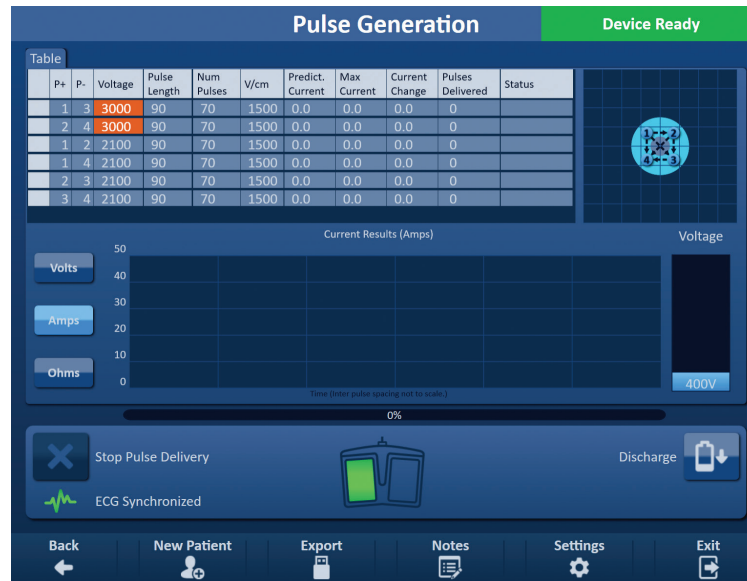 Pulse Generation
Device Ready
Table
P+ P- Voltage Pulse Length Num Pulses V/cm Predict. Current Max Current Current Change Pulses Delivered Status
1 3 3000 90 70 1500 0.0 0.0 0.0 0
2 4 3000 90 70 1500 0.0 0.0 0.0 0
1 2 2100 90 70 1500 0.0 0.0 0.0 0
1 4 2100 90 70 1500 0.0 0.0 0.0 0
2 3 2100 90 70 1500 0.0 0.0 0.0 0
3 4 2100 90 70 1500 0.0 0.0 0.0 0
1 2
4 3
Current Results (Amps)
Voltage
Volts
Amps
Ohms
50
40
30
20
10
0
400V
Time (Inter pulse spacing not to scale.)
0%
Stop Pulse Delivery
Discharge
ECG Synchronized
Back
New Patient
Export
Notes
Settings
Exit